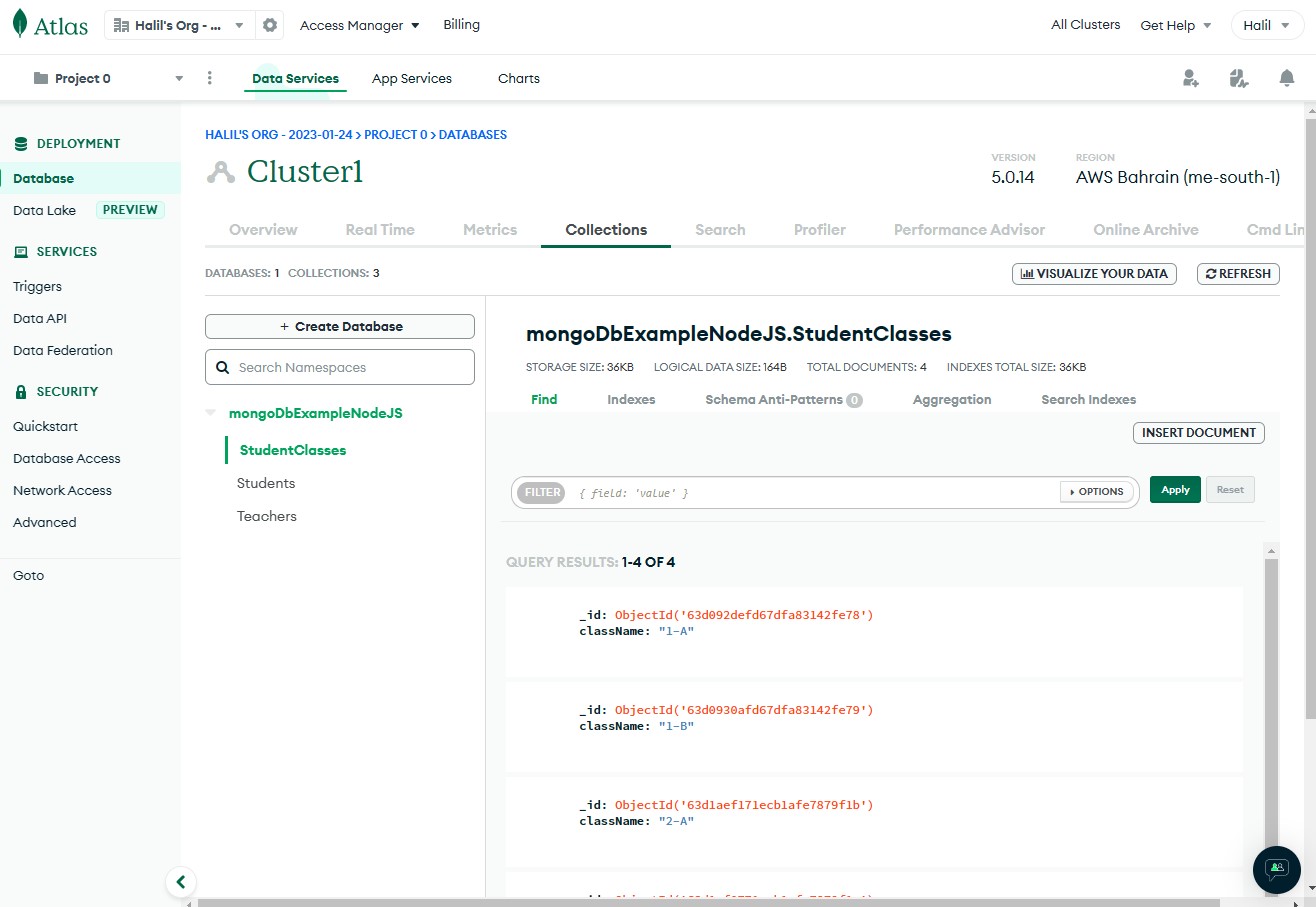 Atlas
Halil's Org - ...
Access Manager
Billing
All Clusters
Get Help
Halil
Project 0
Data Services
App Services
Charts
DEPLOYMENT
Database
Data Lake PREVIEW
SERVICES
Triggers
Data API
Data Federation
SECURITY
Quickstart
Database Access
Network Access
Advanced
Goto
HALIL'S ORG - 2023-01-24 > PROJECT 0 > DATABASES
Cluster1
VERSION
5.0.14
REGION
AWS Bahrain (me-south-1)
Overview
Real Time
Metrics
Collections
Search
Profiler
Performance Advisor
Online Archive
Cmd Lin
DATABASES: 1 COLLECTIONS: 3
VISUALIZE YOUR DATA
REFRESH
+ Create Database
Search Namespaces
mongoDbExampleNodeJS
StudentClasses
Students
Teachers
mongoDbExampleNodeJS.StudentClasses
STORAGE SIZE: 36KB LOGICAL DATA SIZE: 164B TOTAL DOCUMENTS: 4 INDEXES TOTAL SIZE: 36KB
Find
Indexes
Schema Anti-Patterns 0
Aggregation
Search Indexes
INSERT DOCUMENT
FILTER
{ field: 'value' }
OPTIONS
Apply
Reset
QUERY RESULTS: 1-4 OF 4
_id: ObjectId('63d092defd67dfa83142fe78')
className: "1-A"
_id: ObjectId('63d0930afd67dfa83142fe79')
className: "1-B"
_id: ObjectId('63d1aef171ecb1afe7879f1b')
className: "2-A"